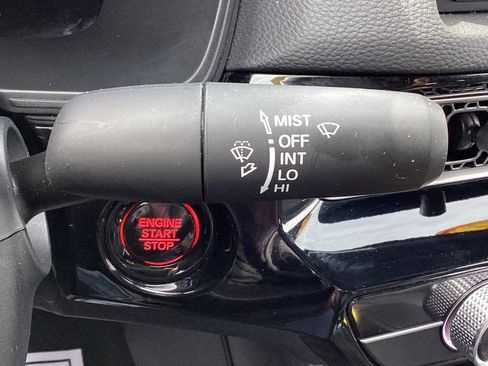 MIST
OFF
INT
LO
HI
ENGINE
START
STOP